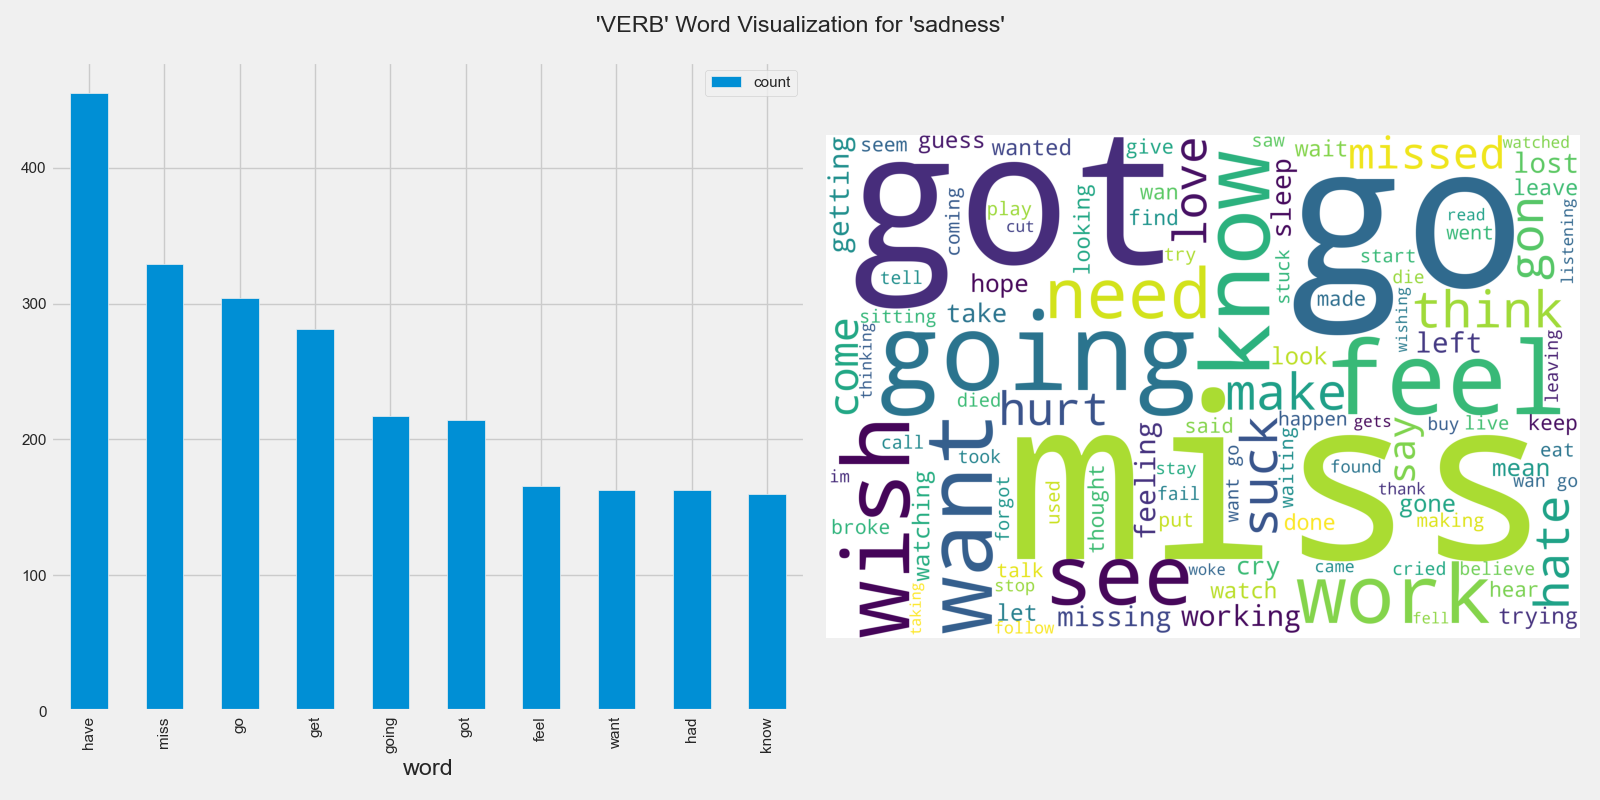 'VERB' Word Visualization for 'sadness'
count
400
300
200
100
0
have
miss
go
get
going
got
feel
want
had
know
word
getting
seem
guess
wanted
give
love
saw
wait
missed
watched
lost
leave
got
go
know
sleep
gon
listening
coming
play
cut
looking
wan
find
try
read
went
start
die
stuck
tell
hope
need
made
think
wishing
sitting
take
come
thinking
going
look
left
leaving
feel
make
died
hurt
said
happen
gets
buy
live
keep
wish
call
want
took
feeling
stay
want go
suck
waiting
found
say
mean
eat
im
watching
forgot
used
thought
fail
thank
wan go
miss
broke
put
done
gone
making
hate
talk
see
woke
cry
came
cried
believe
stop
watch
work
hear
taking
let
follow
missing
working
fell
trying